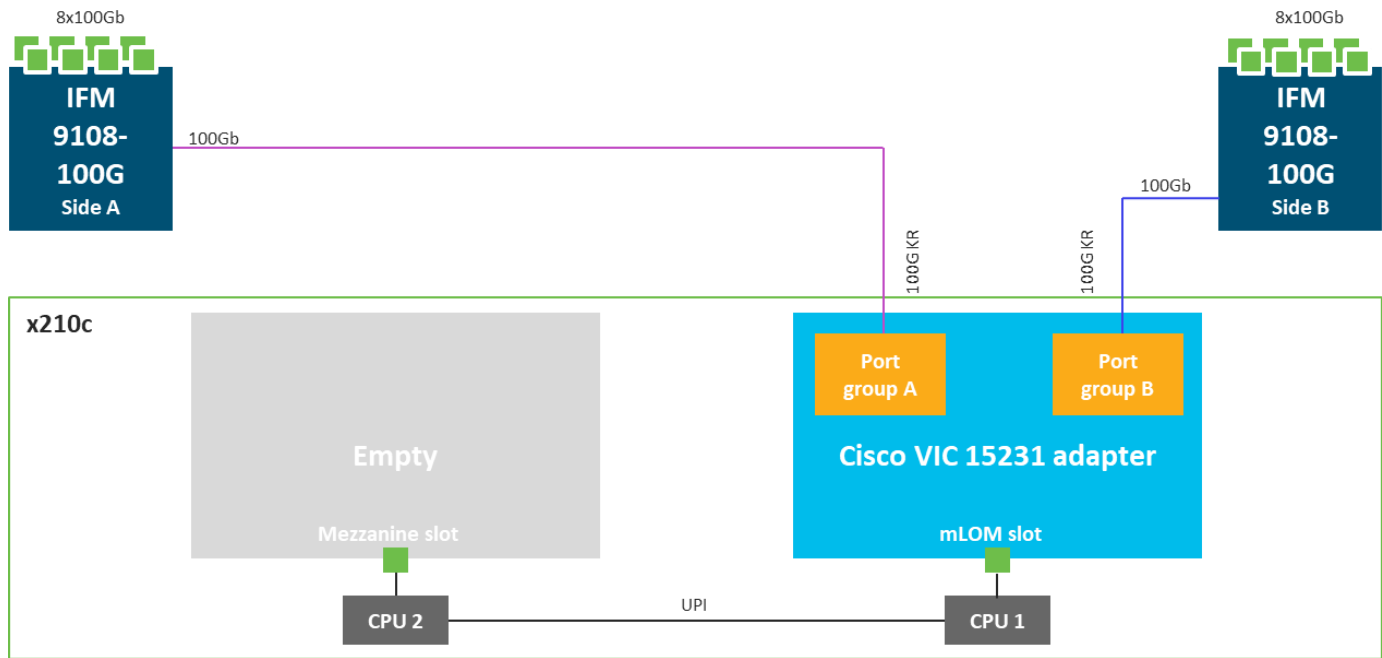 8x100Gb
8x100Gb
IFM
9108-
100G
Side A
IFM
9108-
100G
Side B
100Gb
100Gb
100G KR
100G KR
x210c
Port
group A
Port
group B
Empty
Cisco VIC 15231 adapter
Mezzanine slot
mLOM slot
UPI
CPU 2
CPU 1